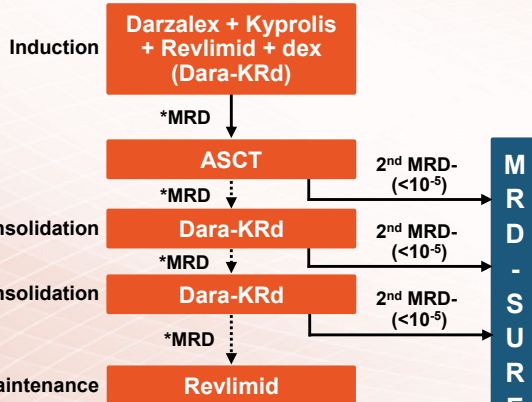 Induction
Darzalex + Kyprolis
+ Revlimid + dex
(Dara-KRd)
*MRD
ASCT
2nd MRD-
(<10-5)
*MRD
nsolidation
Dara-KRd
2nd MRD-
(<10-5)
*MRD
nsolidation
Dara-KRd
2nd MRD-
(<10-5)
*MRD
aintenance
Revlimid
M
R
D
-
S
U
R